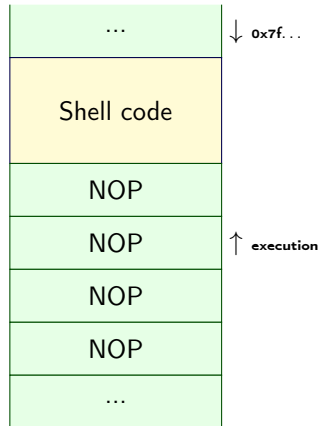 ...
↓ 0x7f...
Shell code
NOP
NOP
↑ execution
NOP
NOP
...